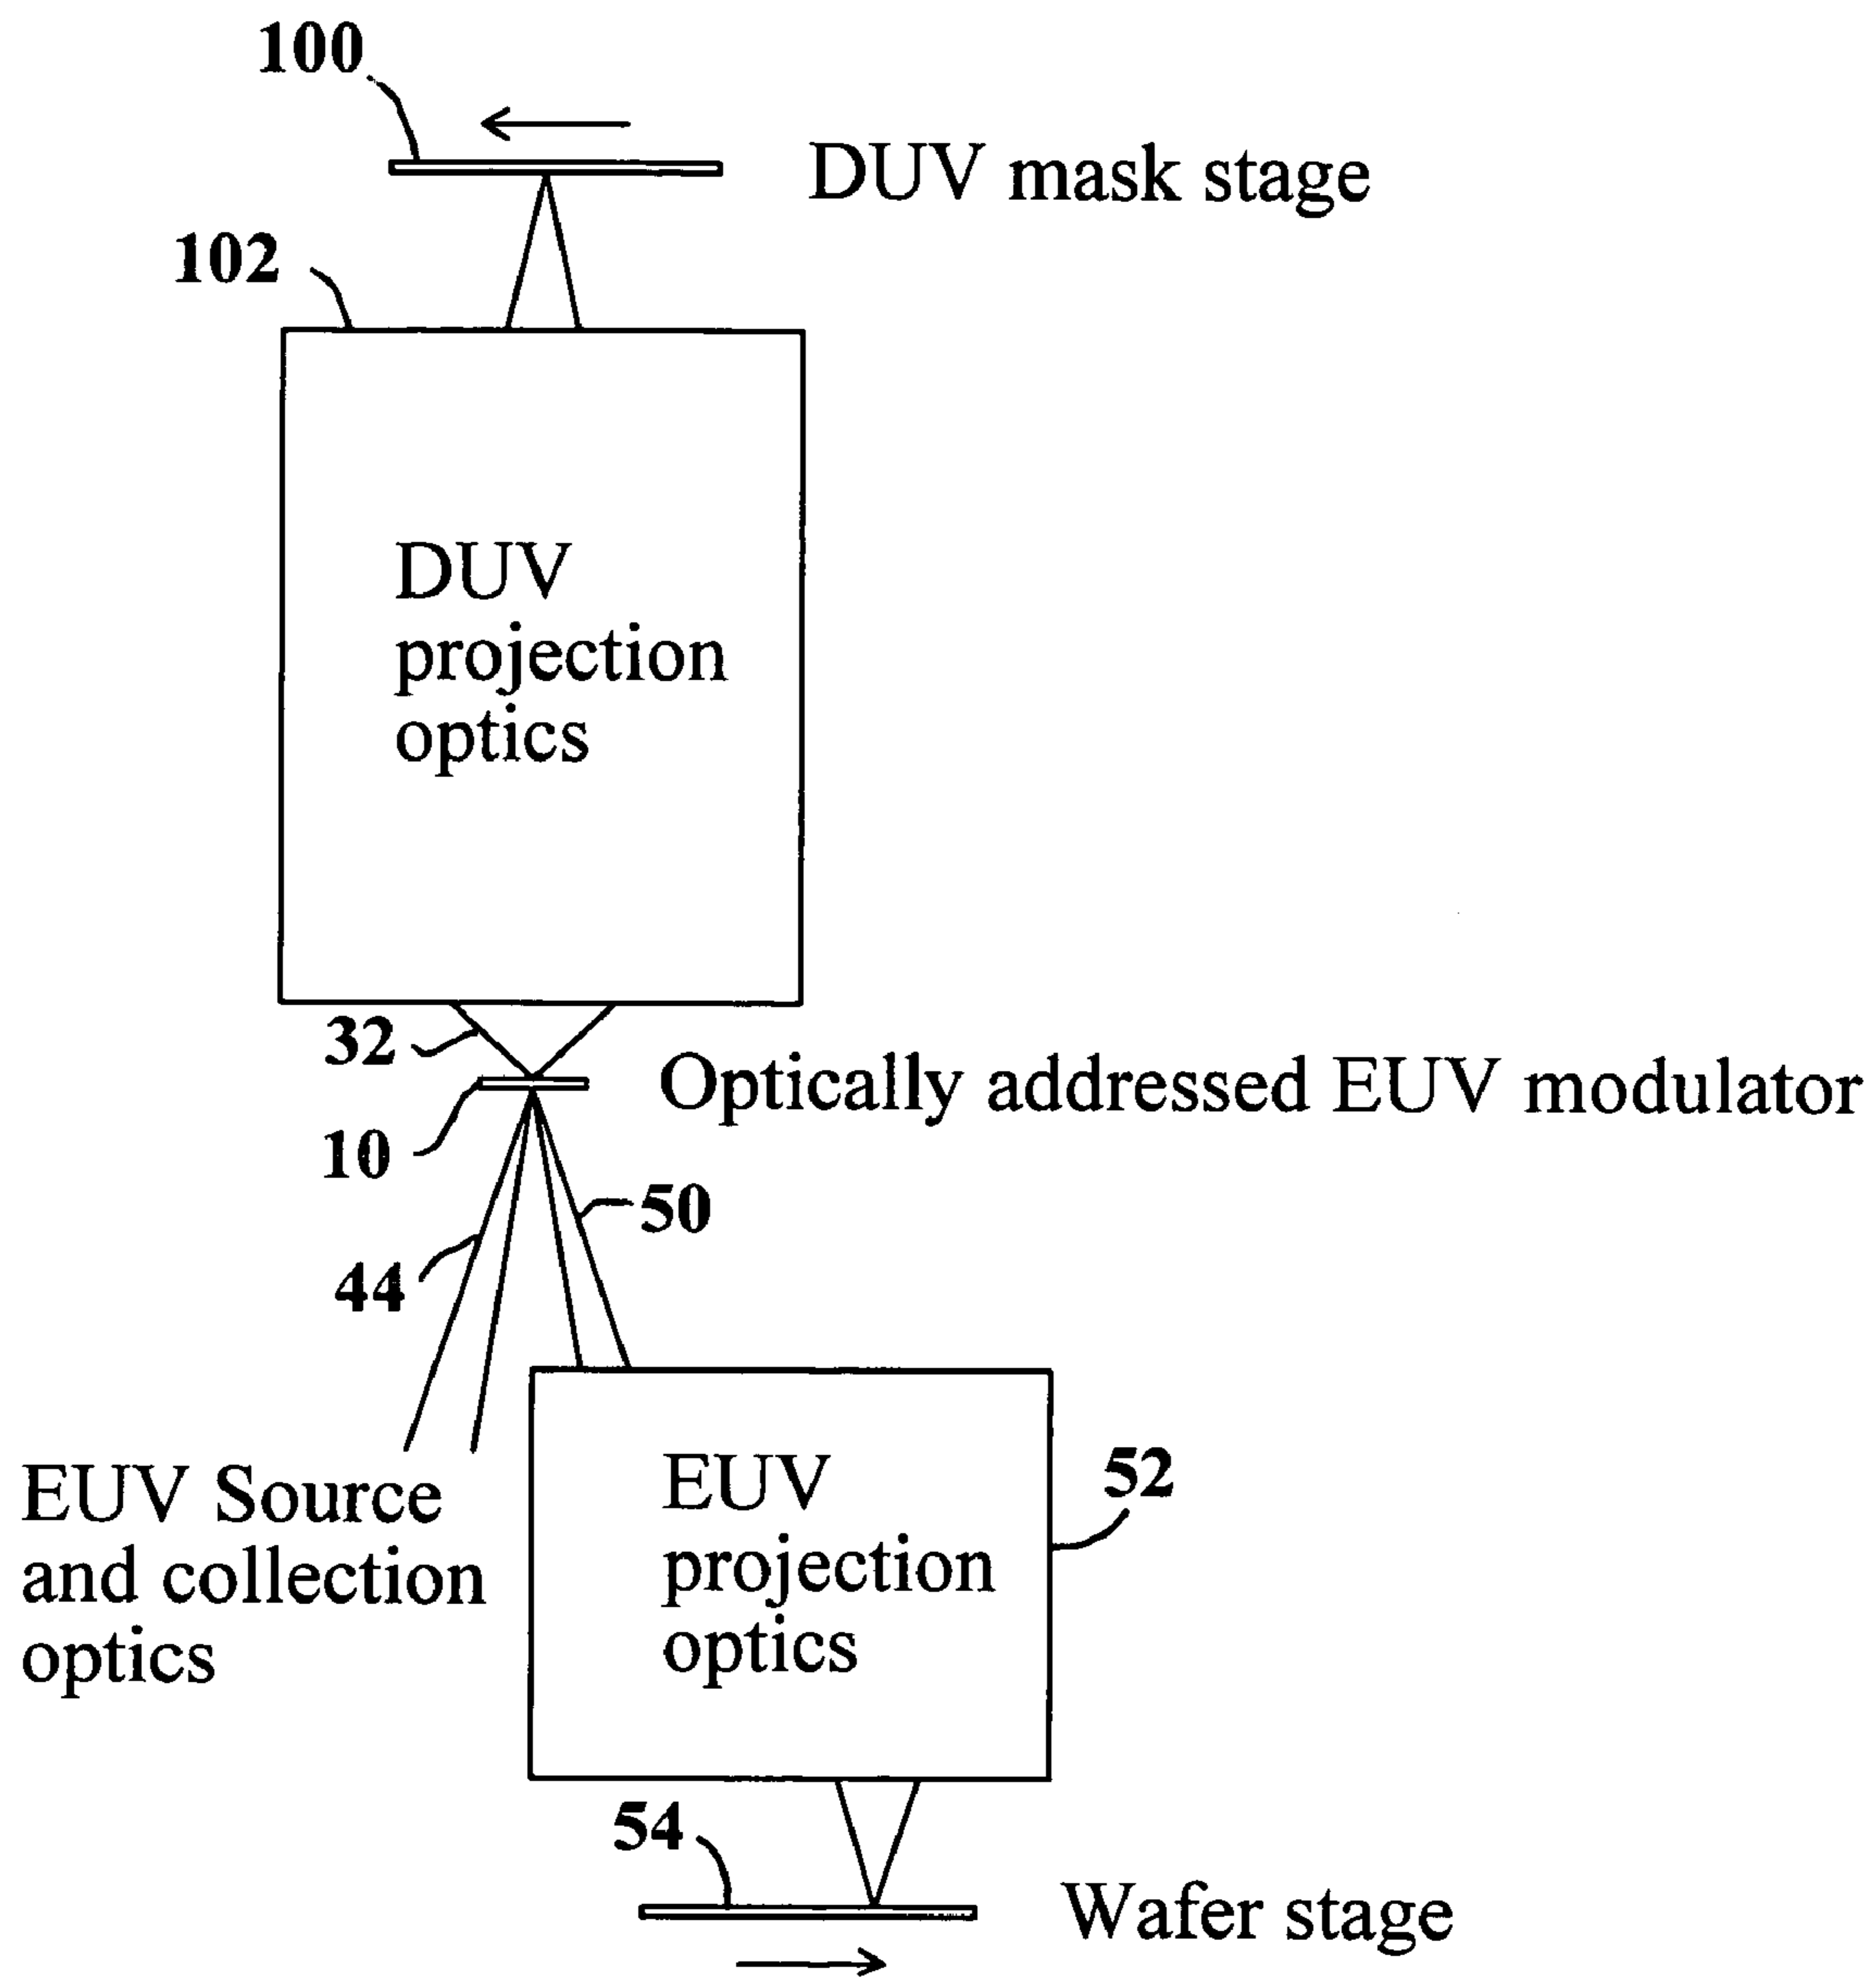 100
DUV mask stage
102
DUV
projection
optics
32
Optically addressed EUV modulator
10
50
44
EUV Source
and collection
optics
EUV
projection
optics
52
54
Wafer stage